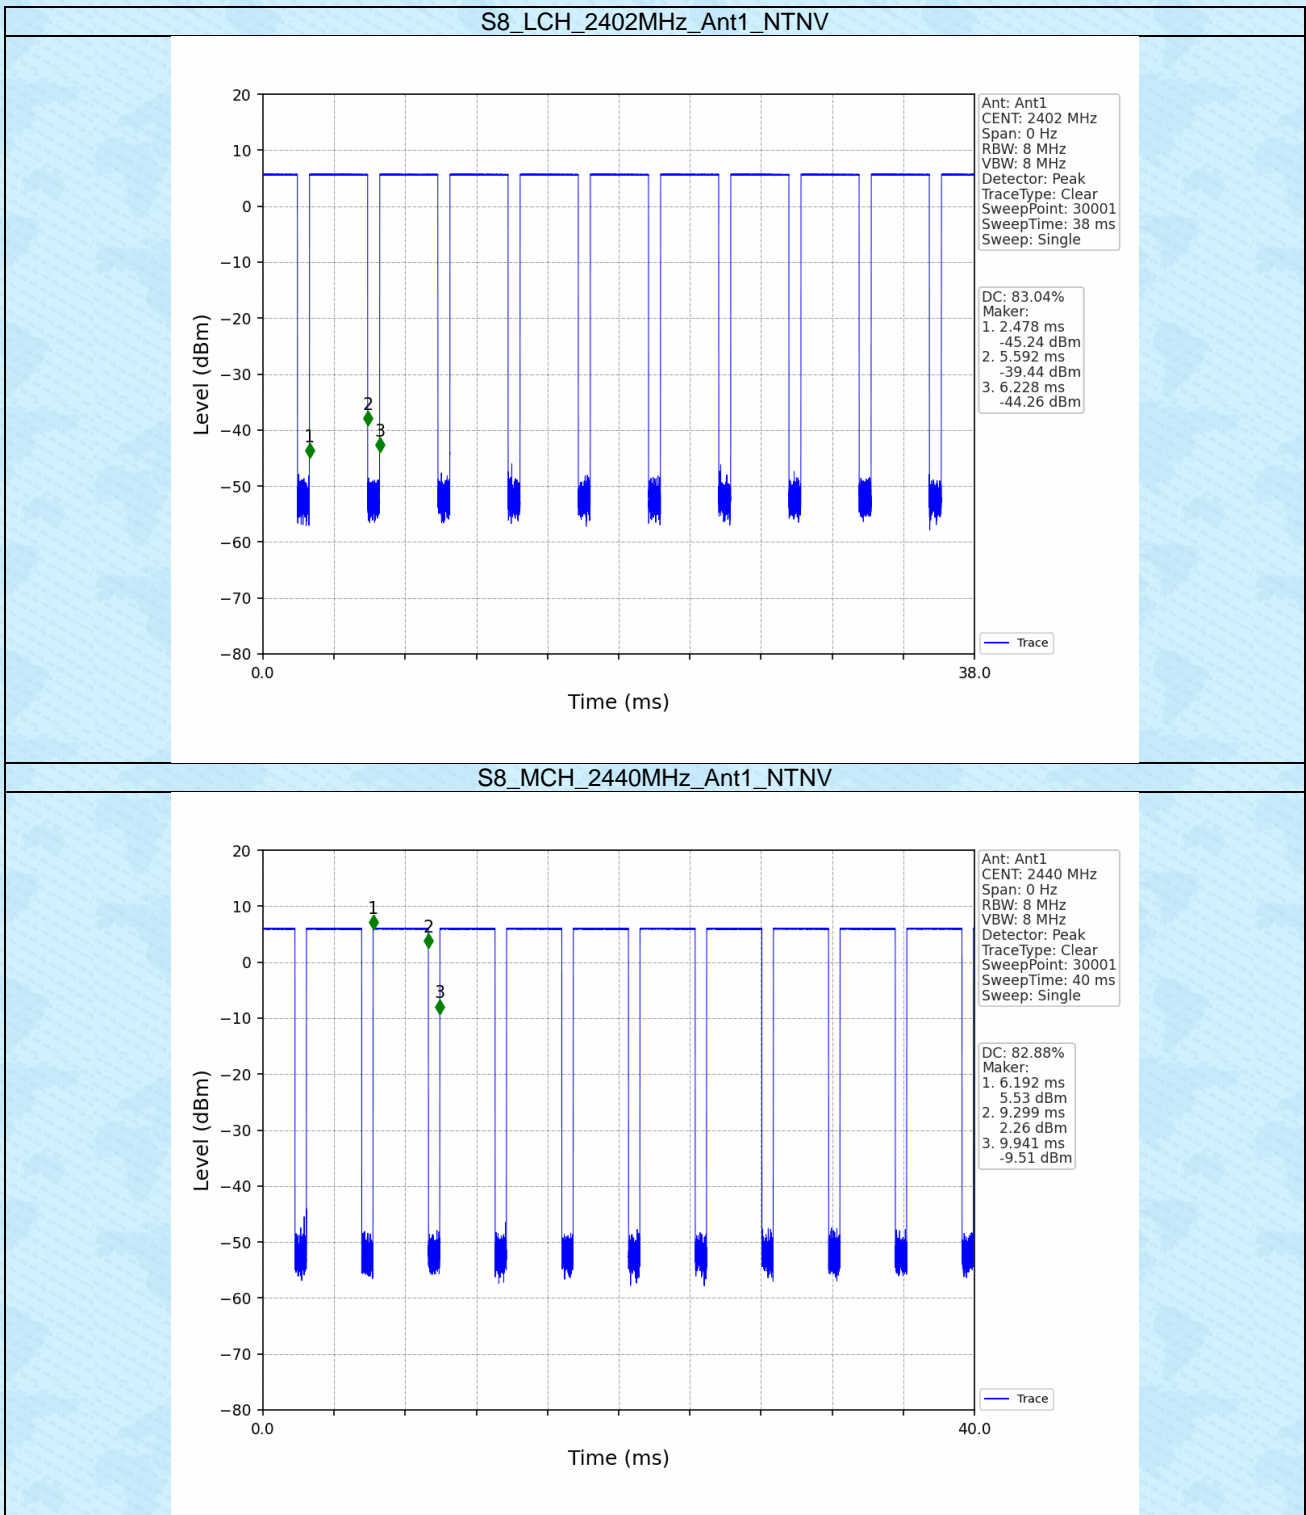 S8_LCH_2402MHz_Ant1_NTNV
20
10
0
−10
−20
−30
−40
−50
−60
−70
−80
Level (dBm)
1
2
3
0.0
38.0
Time (ms)
Ant: Ant1
CENT: 2402 MHz
Span: 0 Hz
RBW: 8 MHz
VBW: 8 MHz
Detector: Peak
TraceType: Clear
SweepPoint: 30001
SweepTime: 38 ms
Sweep: Single
DC: 83.04%
Maker:
1. 2.478 ms
-45.24 dBm
2. 5.592 ms
-39.44 dBm
3. 6.228 ms
-44.26 dBm
Trace
S8_MCH_2440MHz_Ant1_NTNV
20
10
0
−10
−20
−30
−40
−50
−60
−70
−80
Level (dBm)
1
2
3
0.0
40.0
Time (ms)
Ant: Ant1
CENT: 2440 MHz
Span: 0 Hz
RBW: 8 MHz
VBW: 8 MHz
Detector: Peak
TraceType: Clear
SweepPoint: 30001
SweepTime: 40 ms
Sweep: Single
DC: 82.88%
Maker:
1. 6.192 ms
5.53 dBm
2. 9.299 ms
2.26 dBm
3. 9.941 ms
-9.51 dBm
Trace